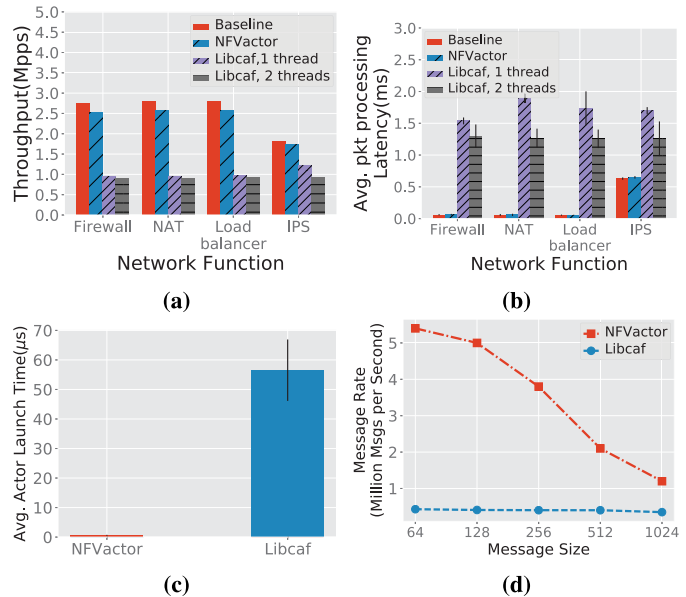 Throughput(Mpps)
5.0
4.5
4.0
3.5
3.0
2.5
2.0
1.5
1.0
0.5
0.0
Baseline
NFVactor
Libcaf,1 thread
Libcaf, 2 threads
Firewall NAT Load balancer IPS
Network Function
(a)
Avg. pkt processing
Latency(ms)
3.0
2.5
2.0
1.5
1.0
0.5
0.0
Baseline
NFVactor
Libcaf, 1 thread
Libcaf, 2 threads
Firewall NAT Load balancer IPS
Network Function
(b)
Avg. Actor Launch Time(μs)
70
60
50
40
30
20
10
0
NFVactor Libcaf
(c)
Message Rate
(Million Msgs per Second)
5
4
3
2
1
NFVactor
Libcaf
64 128 256 512 1024
Message Size
(d)